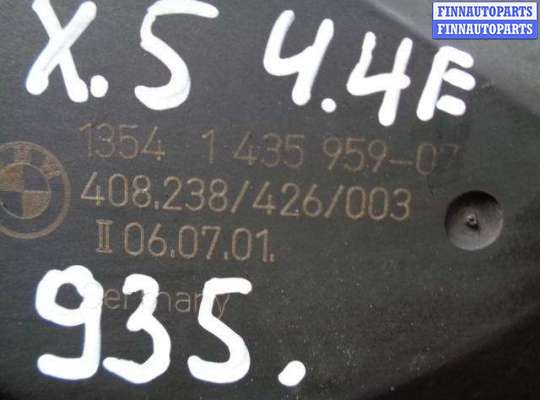 FINNAUTOPARTS
FINNAUTOPARTS
X.5 4.4E
1354 1 435 959-07
408.238/426/003
II 06.07.01.
Germany
935.